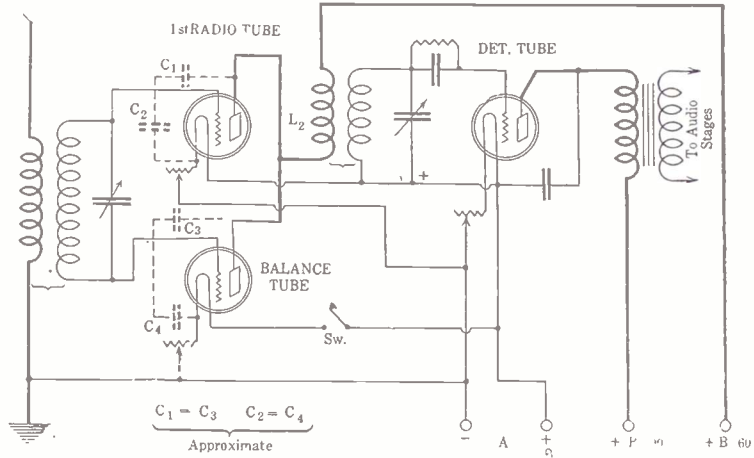 1st RADIO TUBE
DET. TUBE
C1
C2
L2
To Audio
Stages
+
C3
BALANCE
TUBE
C4
Sw.
C1 = C3 C2 = C4
Approximate
A
+
+ B 60